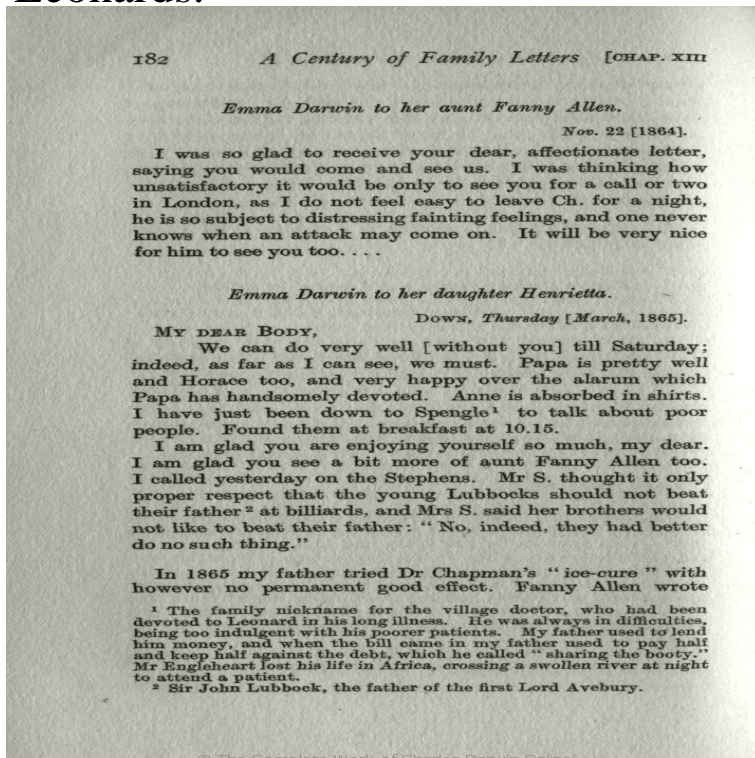 Leonards.
182 A Century of Family Letters [CHAP. XIII
Emma Darwin to her aunt Fanny Allen.
Nov. 22 [1864].
I was so glad to receive your dear, affectionate letter,
saying you would come and see us. I was thinking how
unsatisfactory it would be only to see you for a call or two
in London, as I do not feel easy to leave Ch. for a night,
he is so subject to distressing fainting feelings, and one never
knows when an attack may come on. It will be very nice
for him to see you too. . . .
Emma Darwin to her daughter Henrietta.
DOWN, Thursday [March, 1865].
MY DEAR BODY,
We can do very well [without you] till Saturday;
indeed, as far as I can see, we must. Papa is pretty well
and Horace too, and very happy over the alarum which
Papa has handsomely devoted. Anne is absorbed in shirts.
I have just been down to Spengle¹ to talk about poor
people. Found them at breakfast at 10.15.
I am glad you are enjoying yourself so much, my dear.
I am glad you see a bit more of aunt Fanny Allen too.
I called yesterday on the Stephens. Mr S. thought it only
proper respect that the young Lubbocks should not beat
their father² at billiards, and Mrs S. said her brothers would
not like to beat their father: "No, indeed, they had better
do no such thing."
In 1865 my father tried Dr Chapman's "ice-cure" with
however no permanent good effect. Fanny Allen wrote
¹ The family nickname for the village doctor, who had been
devoted to Leonard in his long illness. He was always in difficulties,
being too indulgent with his poorer patients. My father used to lend
him money, and when the bill came in my father used to pay half
and keep half against the debt, which he called "sharing the booty."
Mr Engleheart lost his life in Africa, crossing a swollen river at night
to attend a patient.
² Sir John Lubbock, the father of the first Lord Avebury.
© The Complete Work of Charles Darwin Online